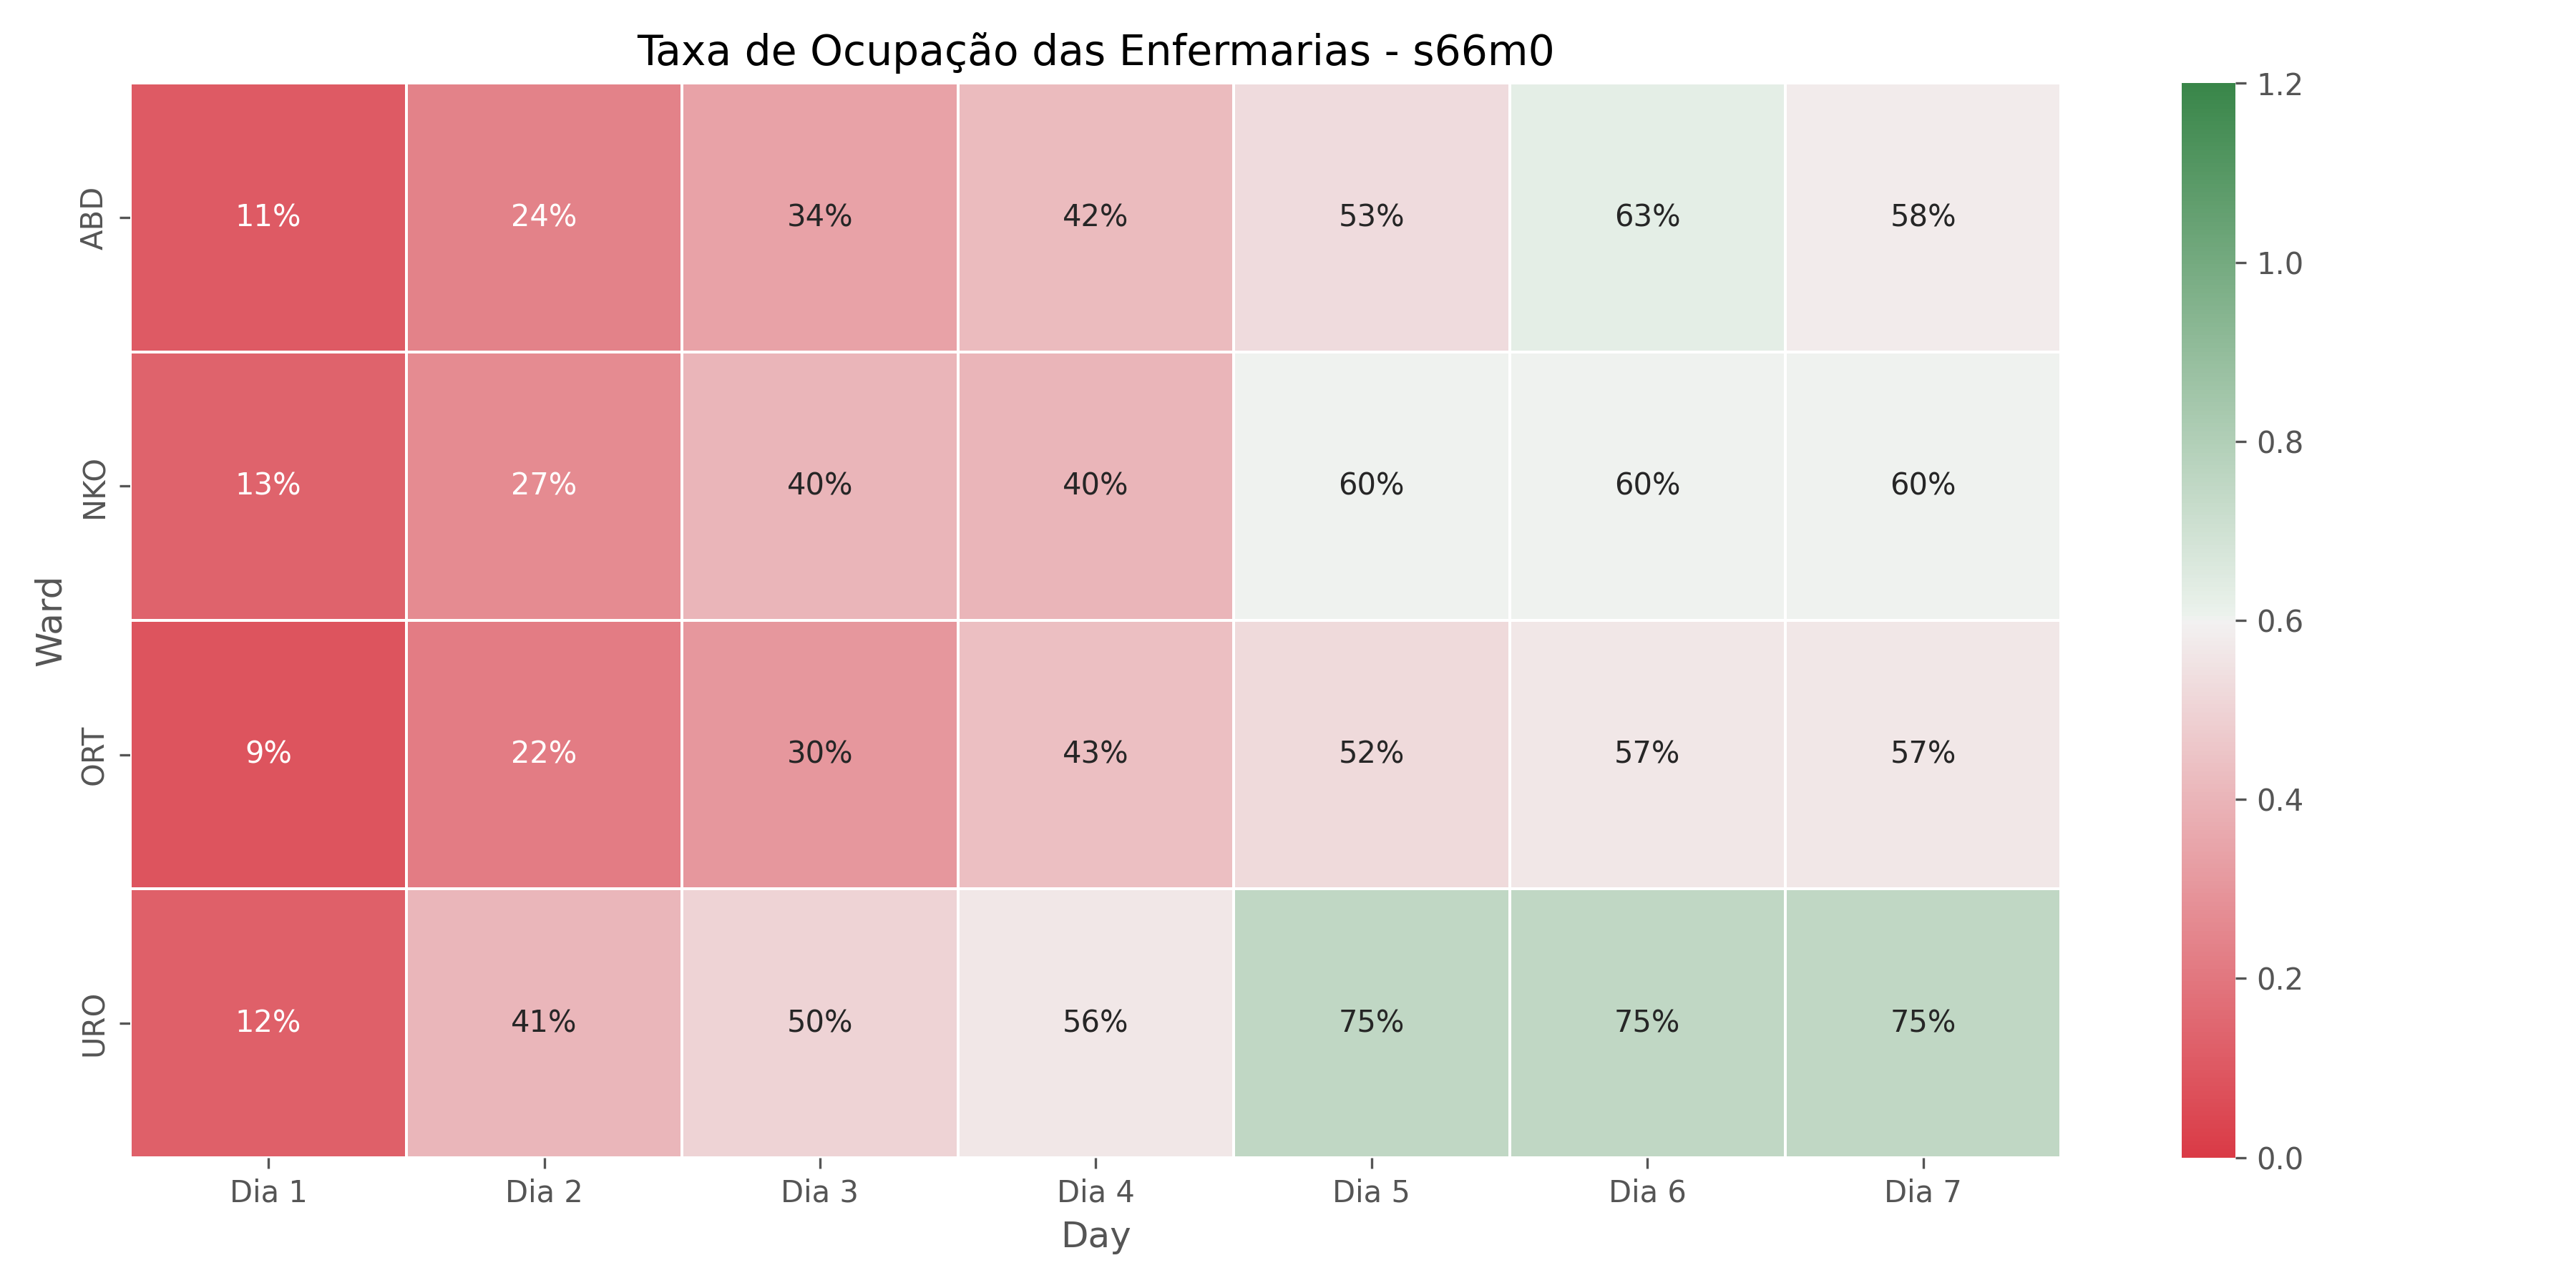 Taxa de Ocupação das Enfermarias - s66m0
Ward
ABD 11% 24% 34% 42% 53% 63% 58%
NKO 13% 27% 40% 40% 60% 60% 60%
ORT 9% 22% 30% 43% 52% 57% 57%
URO 12% 41% 50% 56% 75% 75% 75%
Dia 1 Dia 2 Dia 3 Dia 4 Dia 5 Dia 6 Dia 7
Day
1.2
1.0
0.8
0.6
0.4
0.2
0.0